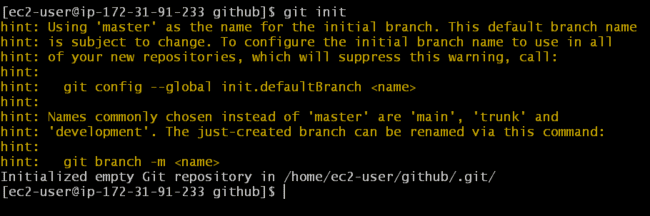 [ec2-user@ip-172-31-91-233 github]$ git init
hint: Using 'master' as the name for the initial branch. This default branch name
hint: is subject to change. To configure the initial branch name to use in all
hint: of your new repositories, which will suppress this warning, call:
hint:
hint:   git config --global init.defaultBranch <name>
hint:
hint: Names commonly chosen instead of 'master' are 'main', 'trunk' and
hint: 'development'. The just-created branch can be renamed via this command:
hint:
hint:   git branch -m <name>
Initialized empty Git repository in /home/ec2-user/github/.git/
[ec2-user@ip-172-31-91-233 github]$